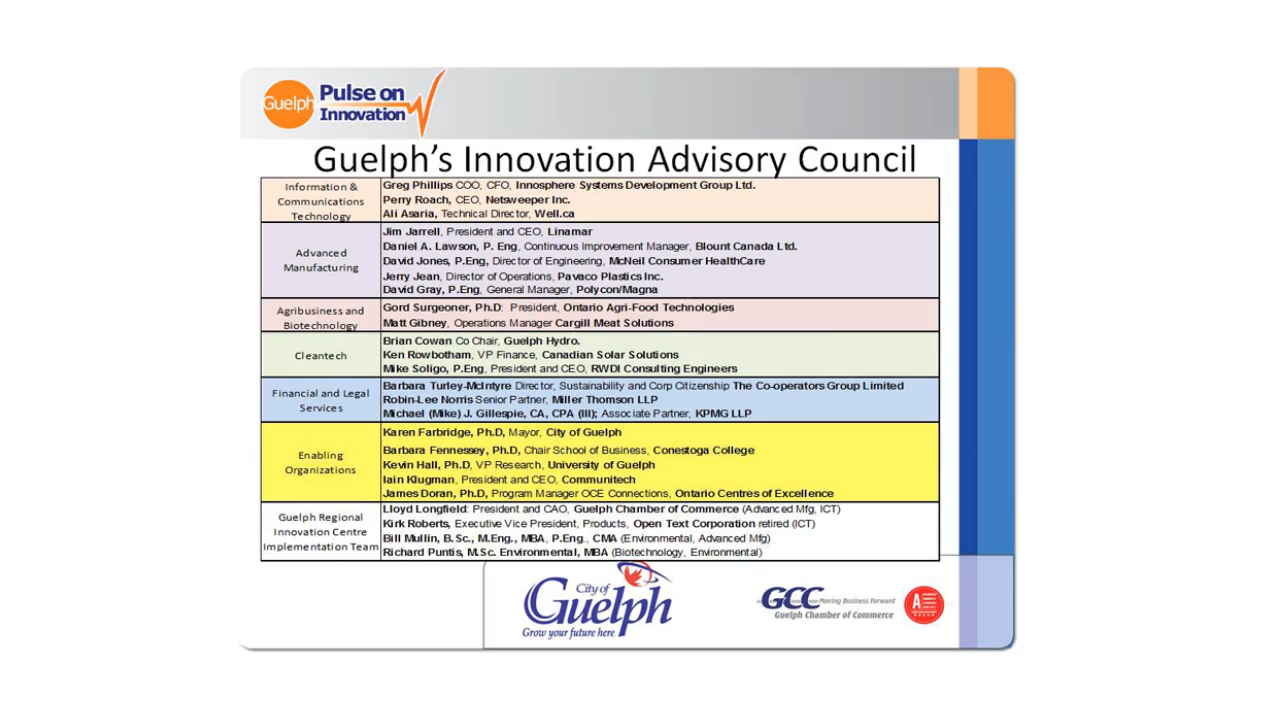 Guelph
Pulse on
Innovation
Guelph's Innovation Advisory Council
Information &
Communications
Technology
Greg Phillips COO, CFO, Innosphere Systems Development Group Ltd.
Perry Roach, CEO, Netsweeper Inc.
Ali Asaria, Technical Director, Well.ca
Advanced
Manufacturing
Jim Jarrell, President and CEO, Linamar
Daniel A. Lawson, P. Eng, Continuous Improvement Manager, Blount Canada Ltd.
David Jones, P.Eng, Director of Engineering, McNeil Consumer HealthCare
Jerry Jean, Director of Operations, Pavaco Plastics Inc.
David Gray, P.Eng, General Manager, Polycon/Magna
Agribusiness and
Biotechnology
Gord Surgeoner, Ph.D: President, Ontario Agri-Food Technologies
Matt Gibney, Operations Manager Cargill Meat Solutions
Cleantech
Brian Cowan Co Chair, Guelph Hydro.
Ken Rowbotham, VP Finance, Canadian Solar Solutions
Mike Soligo, P.Eng, President and CEO, RWDI Consulting Engineers
Financial and Legal
Services
Barbara Turley-McIntyre Director, Sustainability and Corp Citizenship The Co-operators Group Limited
Robin-Lee Norris Senior Partner, Miller Thomson LLP
Michael (Mike) J. Gillespie, CA, CPA (Ill); Associate Partner, KPMG LLP
Enabling
Organizations
Karen Farbridge, Ph.D, Mayor, City of Guelph
Barbara Fennessey, Ph.D, Chair School of Business, Conestoga College
Kevin Hall, Ph.D, VP Research, University of Guelph
Iain Klugman, President and CEO, Communitech
James Doran, Ph.D, Program Manager OCE Connections, Ontario Centres of Excellence
Guelph Regional
Innovation Centre
Implementation Team
Lloyd Longfield: President and CAO, Guelph Chamber of Commerce (Advanced Mfg, ICT)
Kirk Roberts, Executive Vice President, Products, Open Text Corporation retired (ICT)
Bill Mullin, B.Sc., M.Eng., MBA, P.Eng., CMA (Environmental, Advanced Mfg)
Richard Puntis, M.Sc. Environmental, MBA (Biotechnology, Environmental)
City of
Guelph
Grow your future here
GCC
Moving Business Forward
Guelph Chamber of Commerce
A